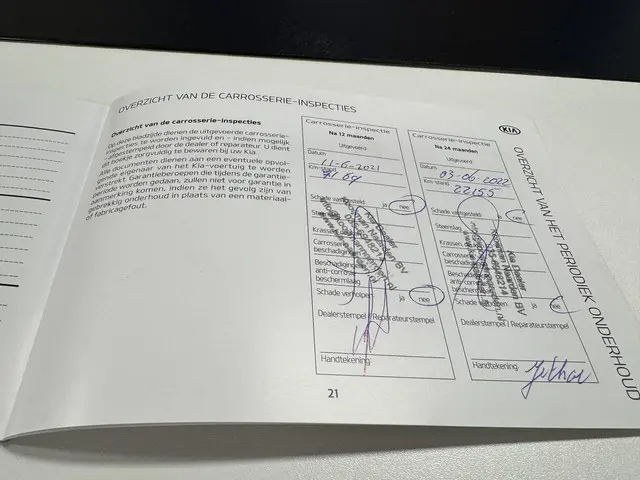 OVERZICHT VAN DE CARROSSERIE-INSPECTIES
Overzicht van de carrosserie-inspecties
Op deze bladzijde dienen de uitgevoerde carrosserie-
inspecties te worden ingevuld en - indien mogelijk
- afgestempeld door de dealer of reparateur. U dient
dit boekje zorgvuldig te bewaren bij uw Kia.
Alle documenten dienen aan een eventuele opvol-
gende eigenaar van het Kia-voertuig te worden
verstrekt. Garantieberoepen die tijdens de garantie-
periode worden gedaan, zullen niet voor garantie in
aanmerking komen, indien ze het gevolg zijn van
gebrekkig onderhoud in plaats van een materiaal-
of fabricagefout.
Carrosserie-inspectie
Na 12 maanden
Uitgevoerd:
Datum
11-6-2021
Km-stand
Schade vastgesteld:
ja
nee
Steenslag
Krassen
Carrosserie
beschadiging
Beschadiging
anti-corrosie
beschermlaag
Schade verholpen:
ja
nee
Dealerstempel / Reparateurstempel
Handtekening:
Carrosserie-inspectie
Na 24 maanden
Uitgevoerd:
Datum
03-06-2022
Km-stand
22155
Schade vastgesteld:
Steenslag
Krassen
Beschadiging
anti-corrosie
beschermlaag
Schade verholpen:
ja
nee
Dealerstempel / Reparateurstempel
Handtekening:
Kia Dealer
KIA
OVERZICHT VAN HET PERIODIEK ONDERHOUD
21